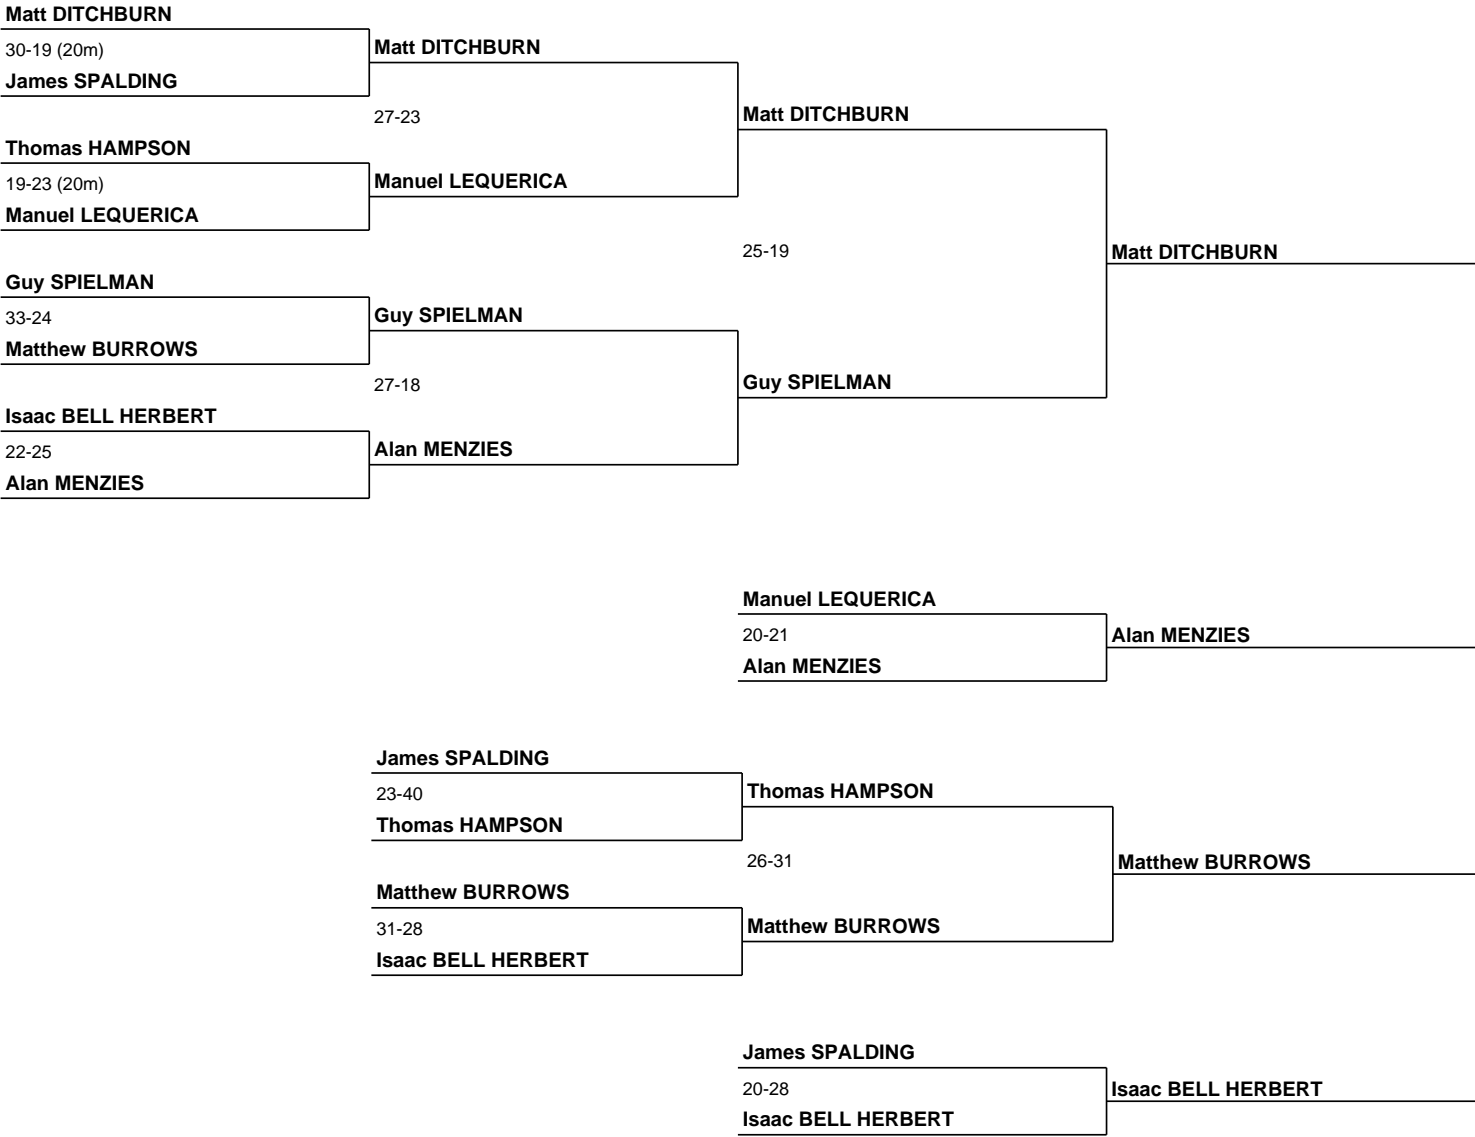 Matt DITCHBURN
30-19 (20m)
James SPALDING
Matt DITCHBURN
27-23
Thomas HAMPSON
19-23 (20m)
Manuel LEQUERICA
Manuel LEQUERICA
Matt DITCHBURN
25-19
Matt DITCHBURN
Guy SPIELMAN
33-24
Matthew BURROWS
Guy SPIELMAN
27-18
Guy SPIELMAN
Isaac BELL HERBERT
22-25
Alan MENZIES
Alan MENZIES
Manuel LEQUERICA
20-21
Alan MENZIES
Alan MENZIES
James SPALDING
23-40
Thomas HAMPSON
Thomas HAMPSON
26-31
Matthew BURROWS
Matthew BURROWS
31-28
Isaac BELL HERBERT
Matthew BURROWS
James SPALDING
20-28
Isaac BELL HERBERT
Isaac BELL HERBERT